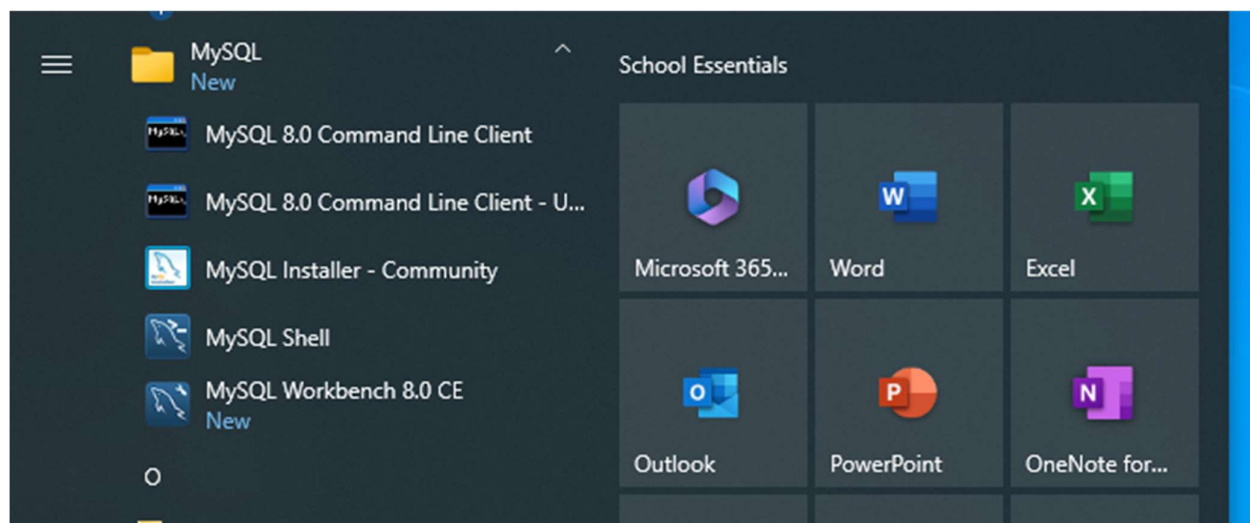 MySQL
New
MySQL 8.0 Command Line Client
MySQL 8.0 Command Line Client - U...
MySQL Installer - Community
MySQL Shell
MySQL Workbench 8.0 CE
New
O
School Essentials
Microsoft 365...
Word
Excel
Outlook
PowerPoint
OneNote for...